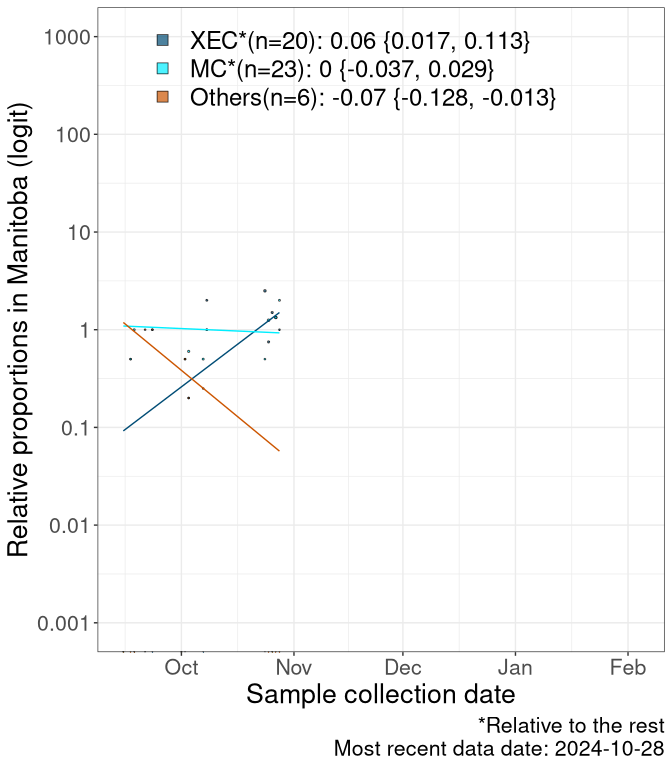 XEC*(n=20): 0.06 {0.017, 0.113}
MC*(n=23): 0 {-0.037, 0.029}
Others(n=6): -0.07 {-0.128, -0.013}
Relative proportions in Manitoba (logit)
1000
100
10
1
0.1
0.01
0.001
Oct Nov Dec Jan Feb
Sample collection date
*Relative to the rest
Most recent data date: 2024-10-28